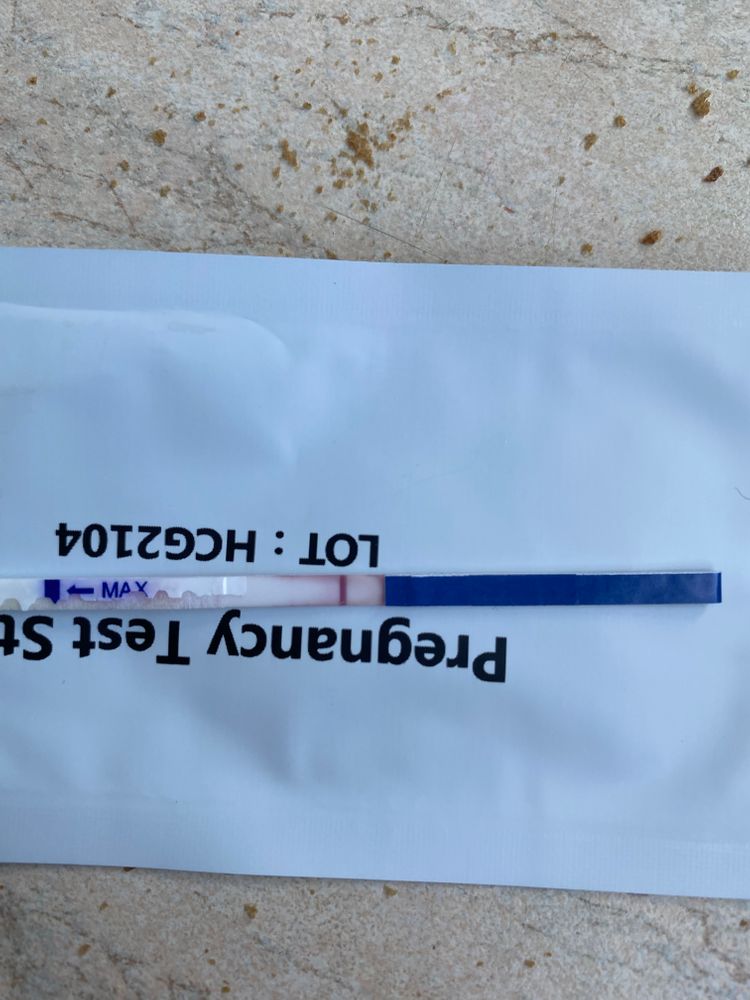 Pregnancy Test St
LOT : HCG2104
← MAX